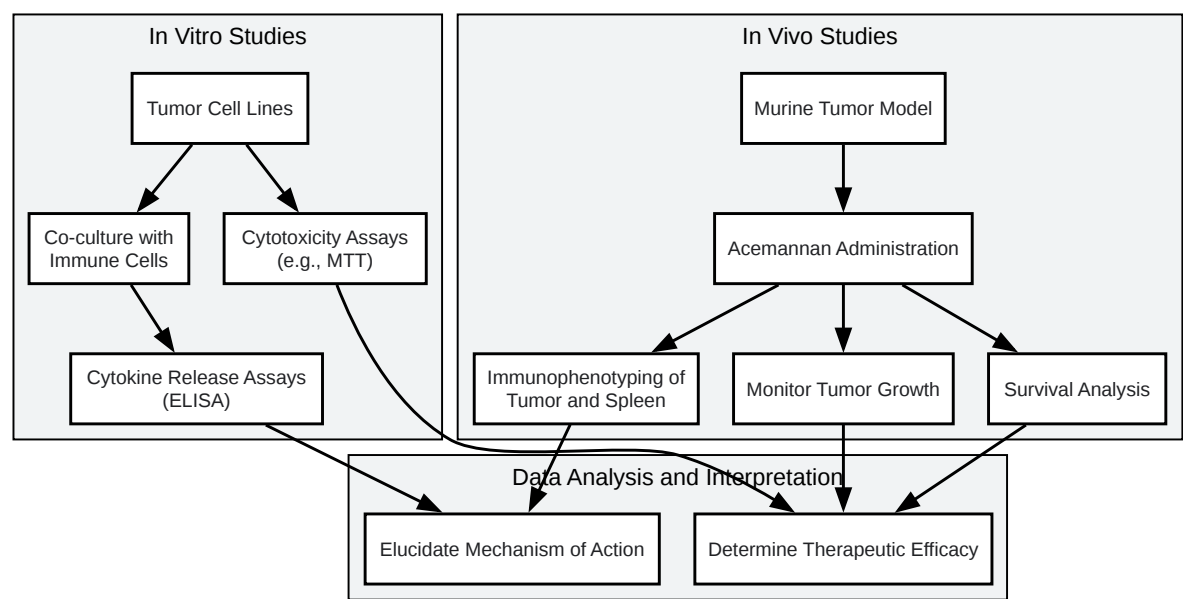 In Vitro Studies
Tumor Cell Lines
Co-culture with
Immune Cells
Cytotoxicity Assays
(e.g., MTT)
Cytokine Release Assays
(ELISA)
In Vivo Studies
Murine Tumor Model
Acemannan Administration
Immunophenotyping of
Tumor and Spleen
Monitor Tumor Growth
Survival Analysis
Data Analysis and Interpretation
Elucidate Mechanism of Action
Determine Therapeutic Efficacy